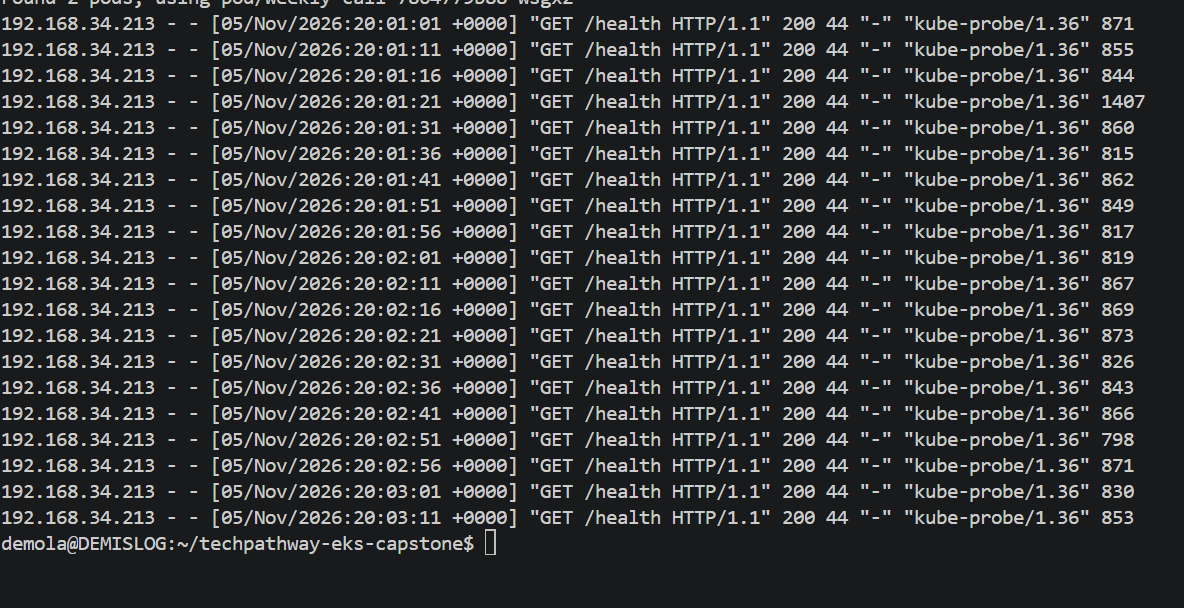 192.168.34.213 - - [05/Nov/2026:20:01:01 +0000] "GET /health HTTP/1.1" 200 44 "-" "kube-probe/1.36" 871
192.168.34.213 - - [05/Nov/2026:20:01:11 +0000] "GET /health HTTP/1.1" 200 44 "-" "kube-probe/1.36" 855
192.168.34.213 - - [05/Nov/2026:20:01:16 +0000] "GET /health HTTP/1.1" 200 44 "-" "kube-probe/1.36" 844
192.168.34.213 - - [05/Nov/2026:20:01:21 +0000] "GET /health HTTP/1.1" 200 44 "-" "kube-probe/1.36" 1407
192.168.34.213 - - [05/Nov/2026:20:01:31 +0000] "GET /health HTTP/1.1" 200 44 "-" "kube-probe/1.36" 860
192.168.34.213 - - [05/Nov/2026:20:01:36 +0000] "GET /health HTTP/1.1" 200 44 "-" "kube-probe/1.36" 815
192.168.34.213 - - [05/Nov/2026:20:01:41 +0000] "GET /health HTTP/1.1" 200 44 "-" "kube-probe/1.36" 862
192.168.34.213 - - [05/Nov/2026:20:01:51 +0000] "GET /health HTTP/1.1" 200 44 "-" "kube-probe/1.36" 849
192.168.34.213 - - [05/Nov/2026:20:01:56 +0000] "GET /health HTTP/1.1" 200 44 "-" "kube-probe/1.36" 817
192.168.34.213 - - [05/Nov/2026:20:02:01 +0000] "GET /health HTTP/1.1" 200 44 "-" "kube-probe/1.36" 819
192.168.34.213 - - [05/Nov/2026:20:02:11 +0000] "GET /health HTTP/1.1" 200 44 "-" "kube-probe/1.36" 867
192.168.34.213 - - [05/Nov/2026:20:02:16 +0000] "GET /health HTTP/1.1" 200 44 "-" "kube-probe/1.36" 869
192.168.34.213 - - [05/Nov/2026:20:02:21 +0000] "GET /health HTTP/1.1" 200 44 "-" "kube-probe/1.36" 873
192.168.34.213 - - [05/Nov/2026:20:02:31 +0000] "GET /health HTTP/1.1" 200 44 "-" "kube-probe/1.36" 826
192.168.34.213 - - [05/Nov/2026:20:02:36 +0000] "GET /health HTTP/1.1" 200 44 "-" "kube-probe/1.36" 843
192.168.34.213 - - [05/Nov/2026:20:02:41 +0000] "GET /health HTTP/1.1" 200 44 "-" "kube-probe/1.36" 866
192.168.34.213 - - [05/Nov/2026:20:02:51 +0000] "GET /health HTTP/1.1" 200 44 "-" "kube-probe/1.36" 798
192.168.34.213 - - [05/Nov/2026:20:02:56 +0000] "GET /health HTTP/1.1" 200 44 "-" "kube-probe/1.36" 871
192.168.34.213 - - [05/Nov/2026:20:03:01 +0000] "GET /health HTTP/1.1" 200 44 "-" "kube-probe/1.36" 830
192.168.34.213 - - [05/Nov/2026:20:03:11 +0000] "GET /health HTTP/1.1" 200 44 "-" "kube-probe/1.36" 853
demola@DEMISLOG:~/techpathway-eks-capstone$